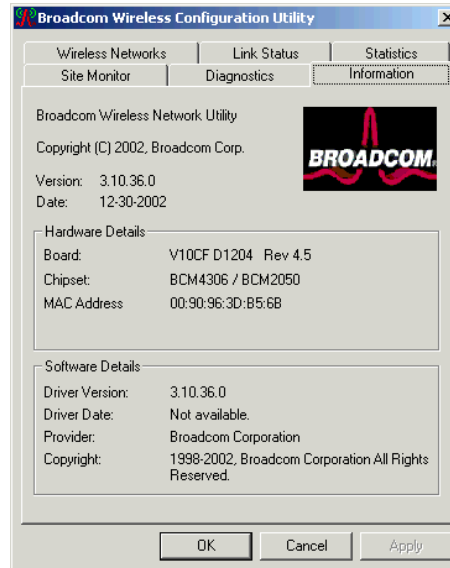 Broadcom Wireless Configuration Utility
Wireless Networks Link Status Statistics
Site Monitor Diagnostics Information
Broadcom Wireless Network Utility
Copyright (C) 2002, Broadcom Corp.
BROADCOM.
Version: 3.10.36.0
Date: 12-30-2002
Hardware Details
Board: V10CF D1204 Rev 4.5
Chipset: BCM4306 / BCM2050
MAC Address 00:90:96:3D:B5:6B
Software Details
Driver Version: 3.10.36.0
Driver Date: Not available.
Provider: Broadcom Corporation
Copyright: 1998-2002, Broadcom Corporation All Rights
Reserved.
OK Cancel Apply